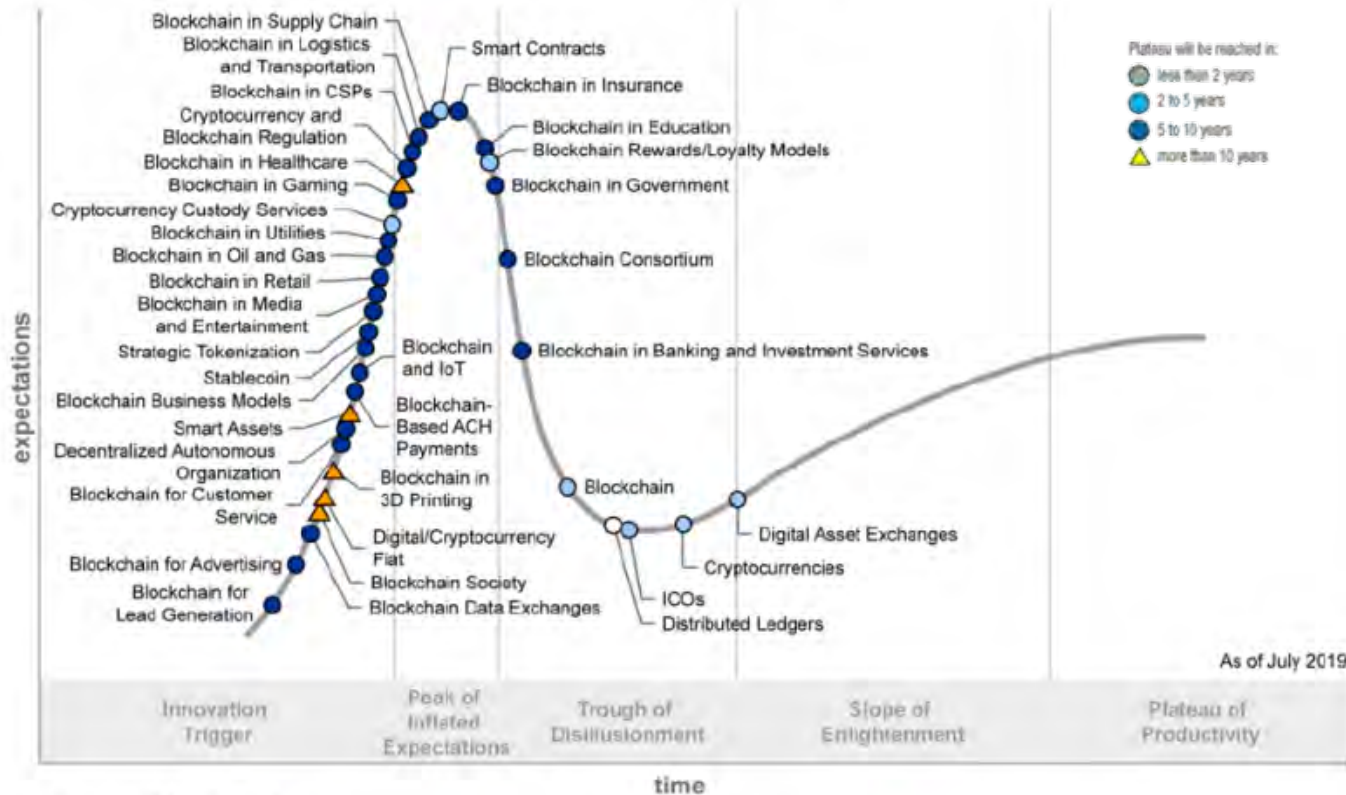 Blockchain in Supply Chain
Smart Contracts
Blockchain in Logistics
and Transportation
Blockchain in Insurance
Blockchain in CSPs
Cryptocurrency and
Blockchain Regulation
Blockchain in Education
Blockchain Rewards/Loyalty Models
Blockchain in Healthcare
Blockchain in Gaming
Blockchain in Government
Cryptocurrency Custody Services
Blockchain in Utilities
Blockchain in Oil and Gas
Blockchain Consortium
Blockchain in Retail
Blockchain in Media
and Entertainment
Strategic Tokenization
Blockchain
and IoT
Blockchain in Banking and Investment Services
Stablecoin
Blockchain Business Models
Blockchain-
Based ACH
Payments
Smart Assets
Decentralized Autonomous
Organization
Blockchain in
3D Printing
Blockchain
Blockchain for Customer
Service
Digital/Cryptocurrency
Fiat
Digital Asset Exchanges
Blockchain for Advertising
Blockchain Society
Cryptocurrencies
Blockchain for
Lead Generation
Blockchain Data Exchanges
ICOs
Distributed Ledgers
Plateau will be reached in:
less than 2 years
2 to 5 years
5 to 10 years
more than 10 years
expectations
As of July 2019
Innovation
Trigger
Peak of
Inflated
Expectations
Trough of
Disillusionment
Slope of
Enlightenment
Plateau of
Productivity
time